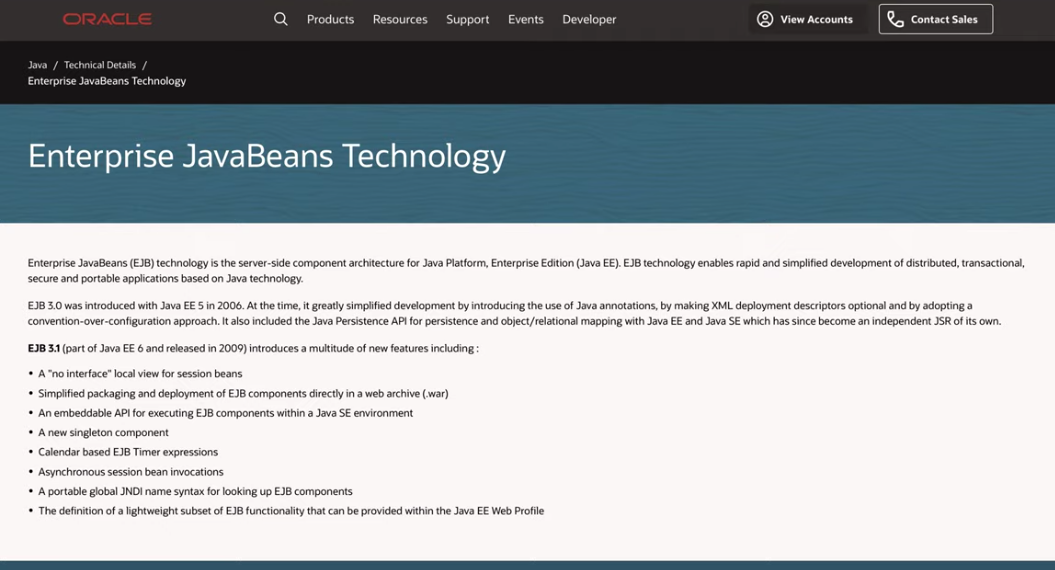 ORACLE
Products Resources Support Events Developer
View Accounts
Contact Sales
Java / Technical Details /
Enterprise JavaBeans Technology
Enterprise JavaBeans Technology
Enterprise JavaBeans (EJB) technology is the server-side component architecture for Java Platform, Enterprise Edition (Java EE). EJB technology enables rapid and simplified development of distributed, transactional,
secure and portable applications based on Java technology.
EJB 3.0 was introduced with Java EE 5 in 2006. At the time, it greatly simplified development by introducing the use of Java annotations, by making XML deployment descriptors optional and by adopting a
convention-over-configuration approach. It also included the Java Persistence API for persistence and object/relational mapping with Java EE and Java SE which has since become an independent JSR of its own.
EJB 3.1 (part of Java EE 6 and released in 2009) introduces a multitude of new features including :
• A "no interface" local view for session beans
• Simplified packaging and deployment of EJB components directly in a web archive (.war)
• An embeddable API for executing EJB components within a Java SE environment
• A new singleton component
• Calendar based EJB Timer expressions
• Asynchronous session bean invocations
• A portable global JNDI name syntax for looking up EJB components
• The definition of a lightweight subset of EJB functionality that can be provided within the Java EE Web Profile